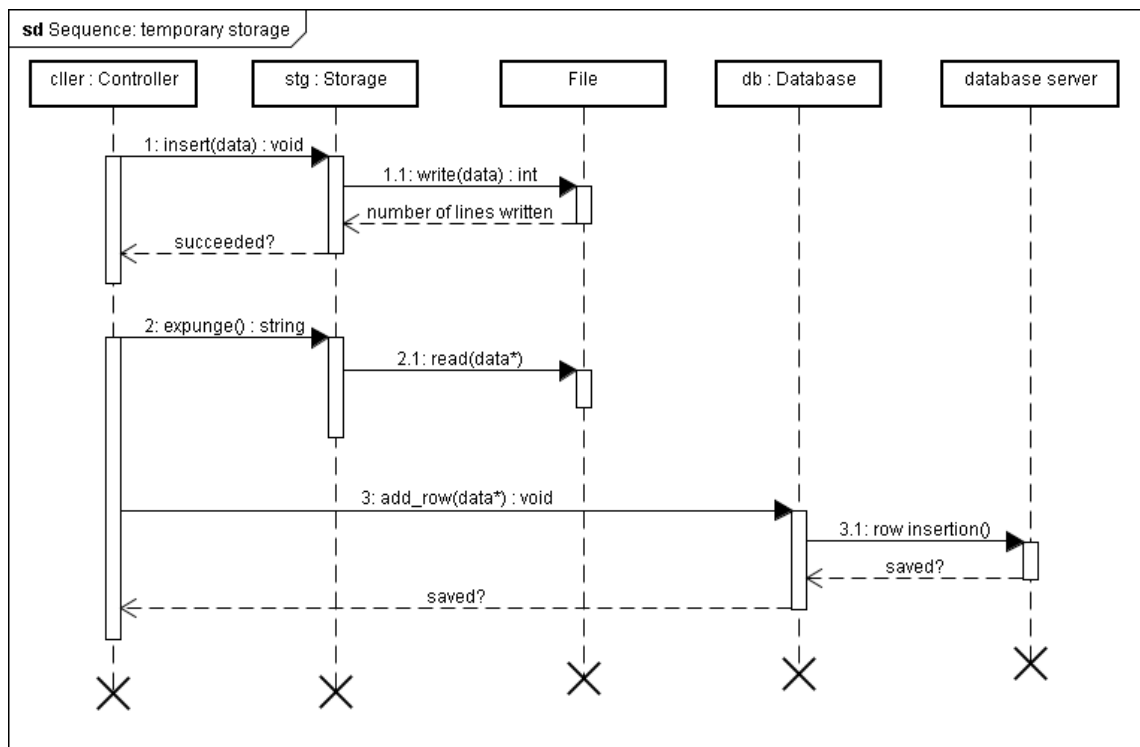 sd Sequence: temporary storage
cller : Controller
stg : Storage
File
db : Database
database server
1: insert(data) : void
1.1: write(data) : int
number of lines written
succeeded?
2: expunge() : string
2.1: read(data*)
3: add_row(data*) : void
3.1: row insertion()
saved?
saved?